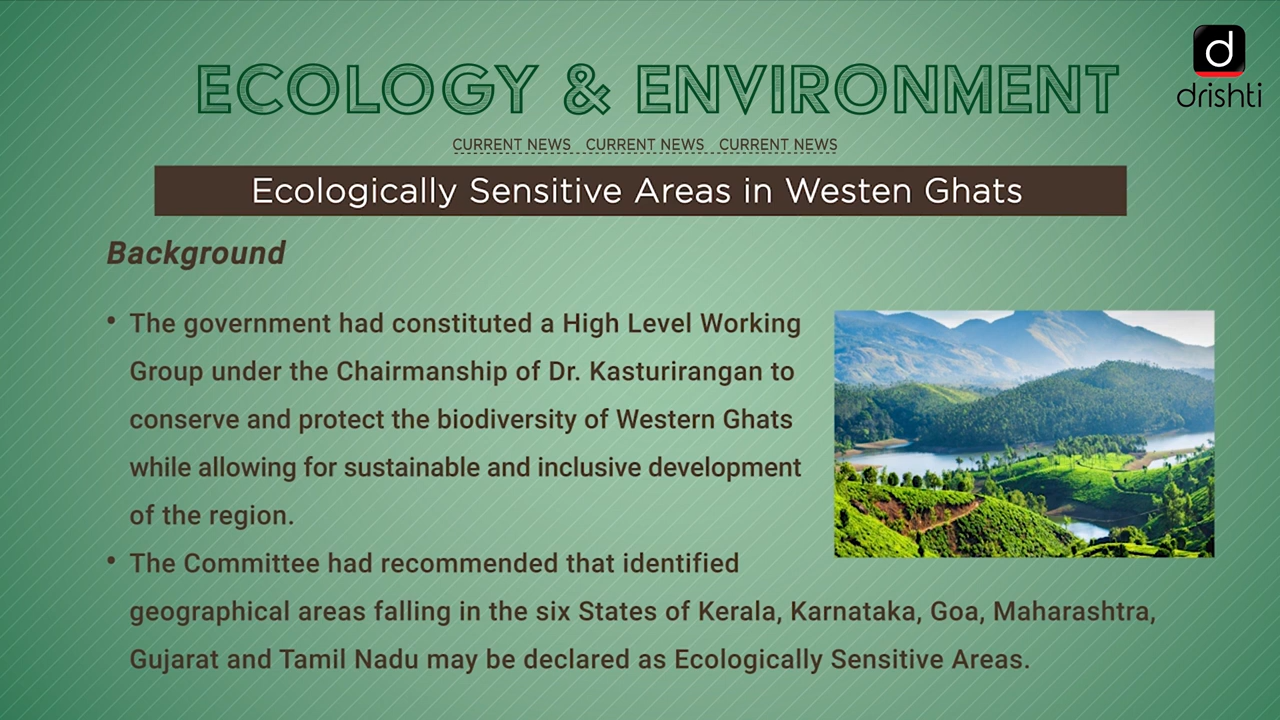 ECOLOGY & ENVIRONMENT
d
drishti
CURRENT NEWS CURRENT NEWS CURRENT NEWS
Ecologically Sensitive Areas in Westen Ghats
Background
• The government had constituted a High Level Working
Group under the Chairmanship of Dr. Kasturirangan to
conserve and protect the biodiversity of Western Ghats
while allowing for sustainable and inclusive development
of the region.
• The Committee had recommended that identified
geographical areas falling in the six States of Kerala, Karnataka, Goa, Maharashtra,
Gujarat and Tamil Nadu may be declared as Ecologically Sensitive Areas.